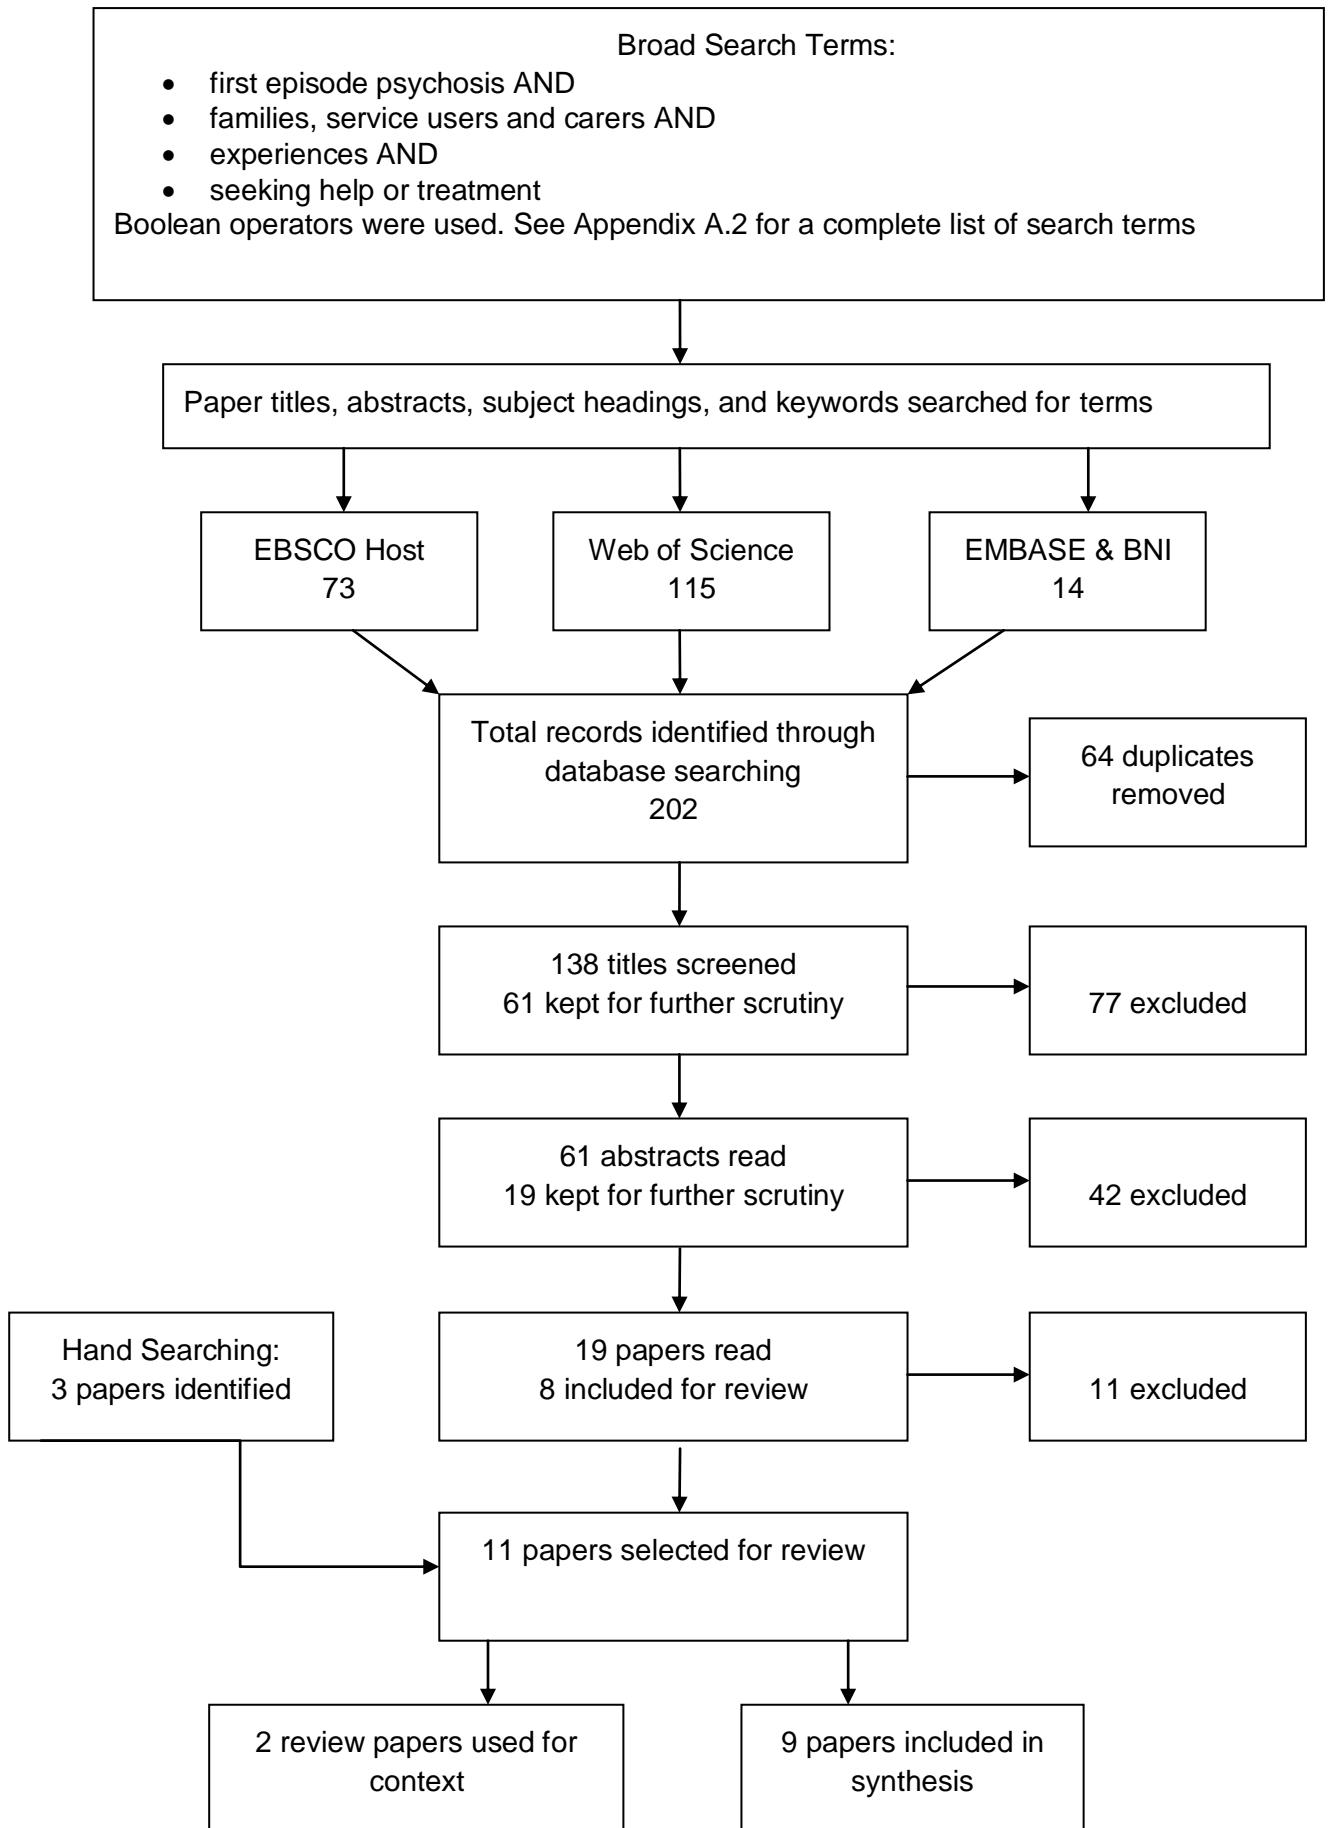 Broad Search Terms:
• first episode psychosis AND
• families, service users and carers AND
• experiences AND
• seeking help or treatment
Boolean operators were used. See Appendix A.2 for a complete list of search terms
Paper titles, abstracts, subject headings, and keywords searched for terms
EBSCO Host
73
Web of Science
115
EMBASE & BNI
14
Total records identified through
database searching
202
64 duplicates
removed
138 titles screened
61 kept for further scrutiny
77 excluded
61 abstracts read
19 kept for further scrutiny
42 excluded
Hand Searching:
3 papers identified
19 papers read
8 included for review
11 excluded
11 papers selected for review
2 review papers used for
context
9 papers included in
synthesis